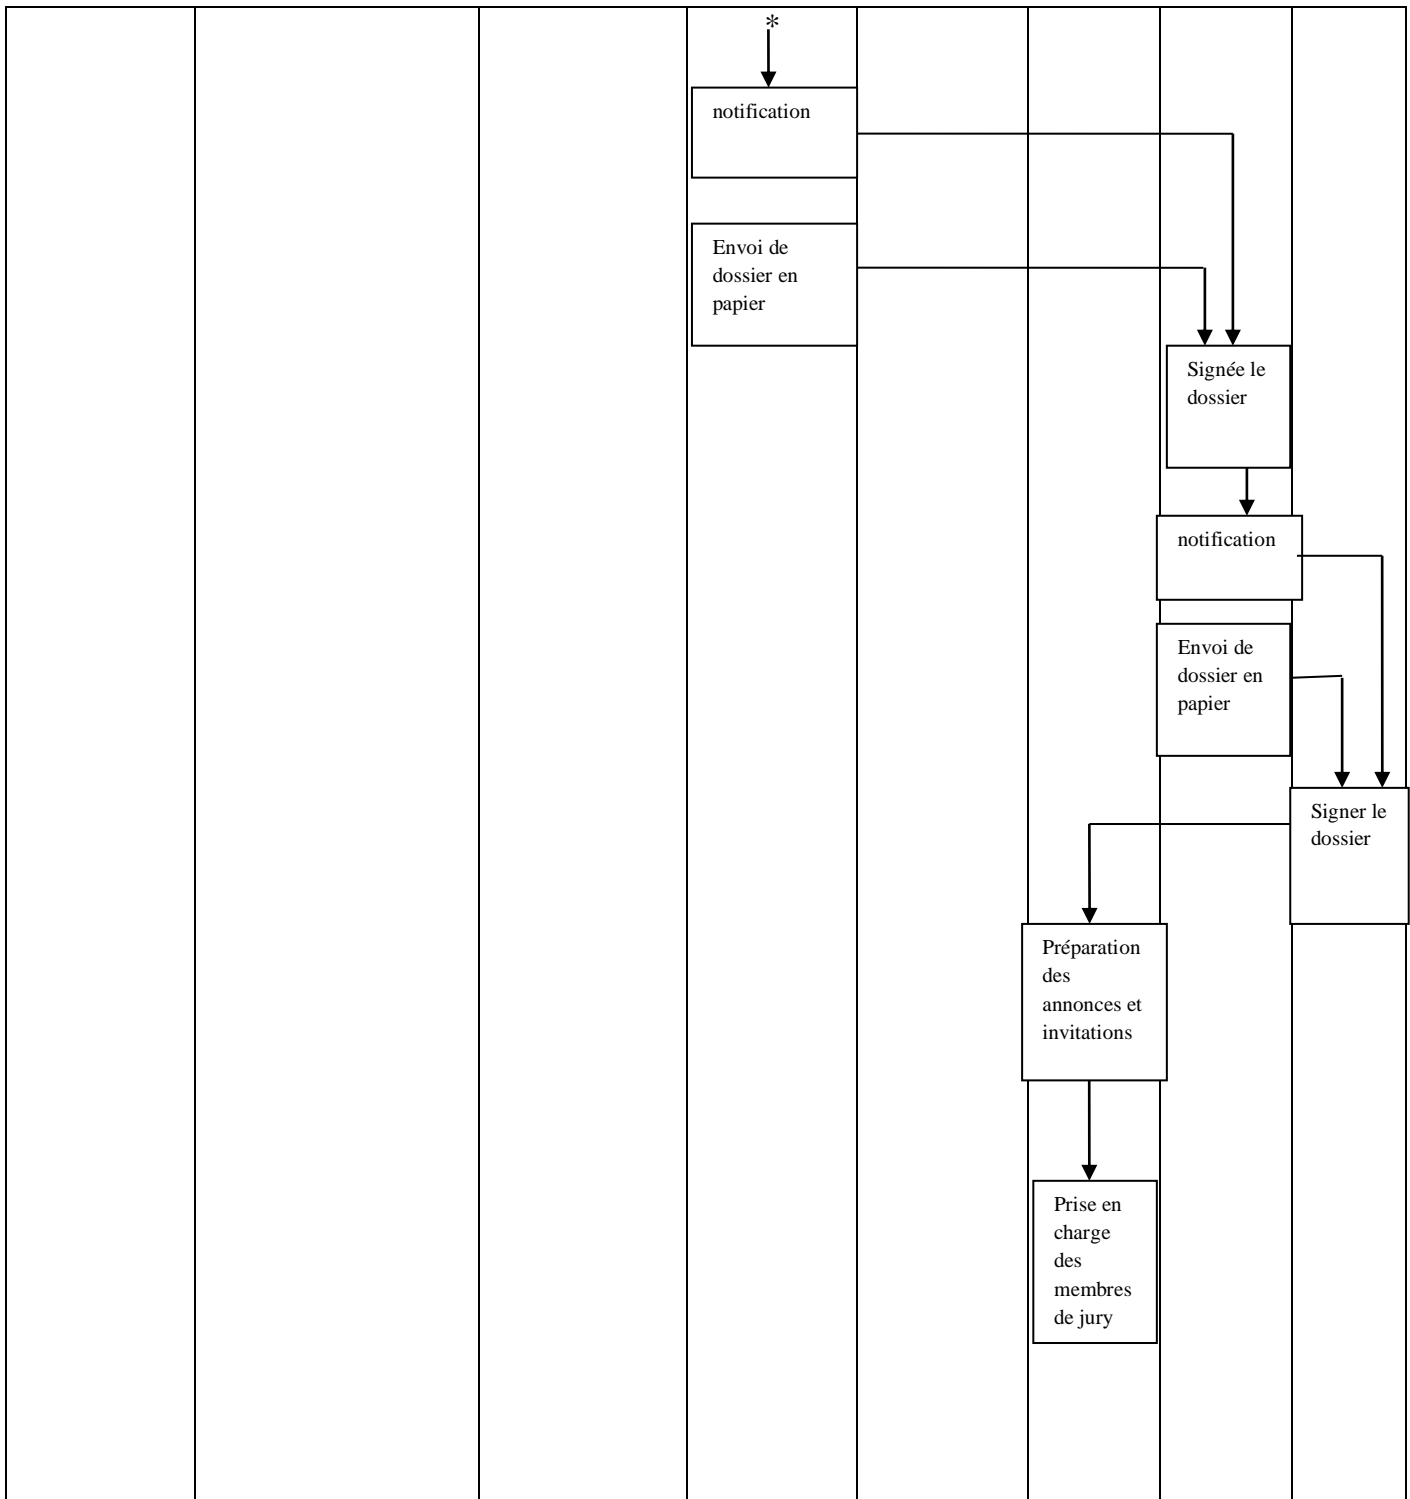 *
notification
Envoi de
dossier en
papier
Signée le
dossier
notification
Envoi de
dossier en
papier
Signer le
dossier
Préparation
des
annonces et
invitations
Prise en
charge
des
membres
de jury